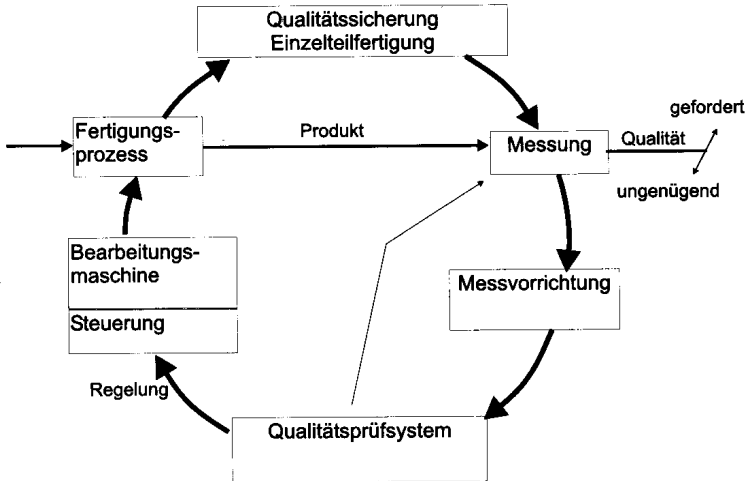 Qualitätssicherung
Einzelteilfertigung
gefordert
Fertigungs-
prozess
Produkt
Messung
Qualität
ungenügend
Bearbeitungs-
maschine
Messvorrichtung
Steuerung
Regelung
Qualitätsprüfsystem